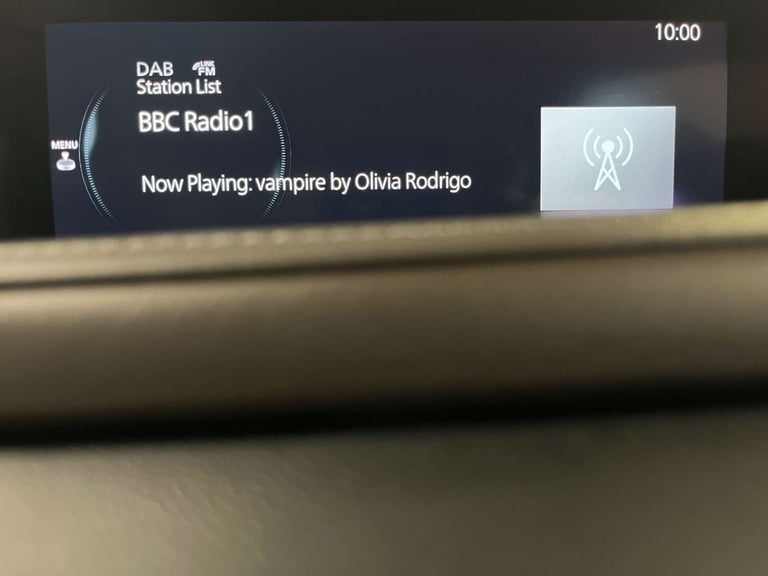 10:00
DAB LINK FM
Station List
BBC Radio1
MENU
Now Playing: vampire by Olivia Rodrigo